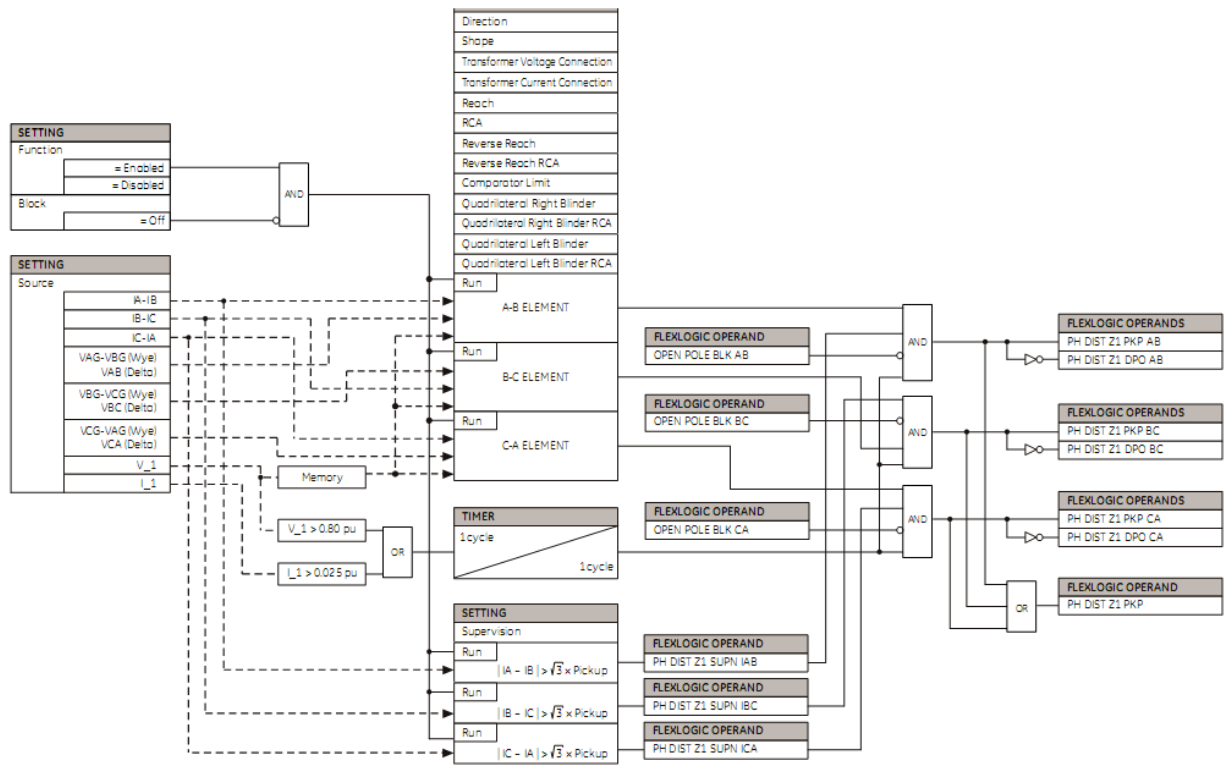 Direction
Shape
Transformer Voltage Connection
Transformer Current Connection
Reach
RCA
Reverse Reach
Reverse Reach RCA
Comparator Limit
Quadrilateral Right Blinder
Quadrilateral Right Blinder RCA
Quadrilateral Left Blinder
Quadrilateral Left Blinder RCA
SETTING
Function
= Enabled
= Disabled
Block
= Off
AND
SETTING
Source
IA-IB
IB-IC
IC-IA
VAG-VBG (Wye)
VAB (Delta)
VBG-VCG (Wye)
VBC (Delta)
VCG-VAG (Wye)
VCA (Delta)
V_1
I_1
Run
A-B ELEMENT
Run
B-C ELEMENT
Run
C-A ELEMENT
Memory
V_1 > 0.80 pu
I_1 > 0.025 pu
OR
TIMER
1cycle
1cycle
SETTING
Supervision
Run
| IA – IB | > √3 × Pickup
Run
| IB – IC | > √3 × Pickup
Run
| IC – IA | > √3 × Pickup
FLEXLOGIC OPERAND
OPEN POLE BLK AB
FLEXLOGIC OPERAND
OPEN POLE BLK BC
FLEXLOGIC OPERAND
OPEN POLE BLK CA
FLEXLOGIC OPERAND
PH DIST Z1 SUPN IAB
FLEXLOGIC OPERAND
PH DIST Z1 SUPN IBC
FLEXLOGIC OPERAND
PH DIST Z1 SUPN ICA
AND
AND
AND
OR
FLEXLOGIC OPERANDS
PH DIST Z1 PKP AB
PH DIST Z1 DPO AB
FLEXLOGIC OPERANDS
PH DIST Z1 PKP BC
PH DIST Z1 DPO BC
FLEXLOGIC OPERANDS
PH DIST Z1 PKP CA
PH DIST Z1 DPO CA
FLEXLOGIC OPERAND
PH DIST Z1 PKP